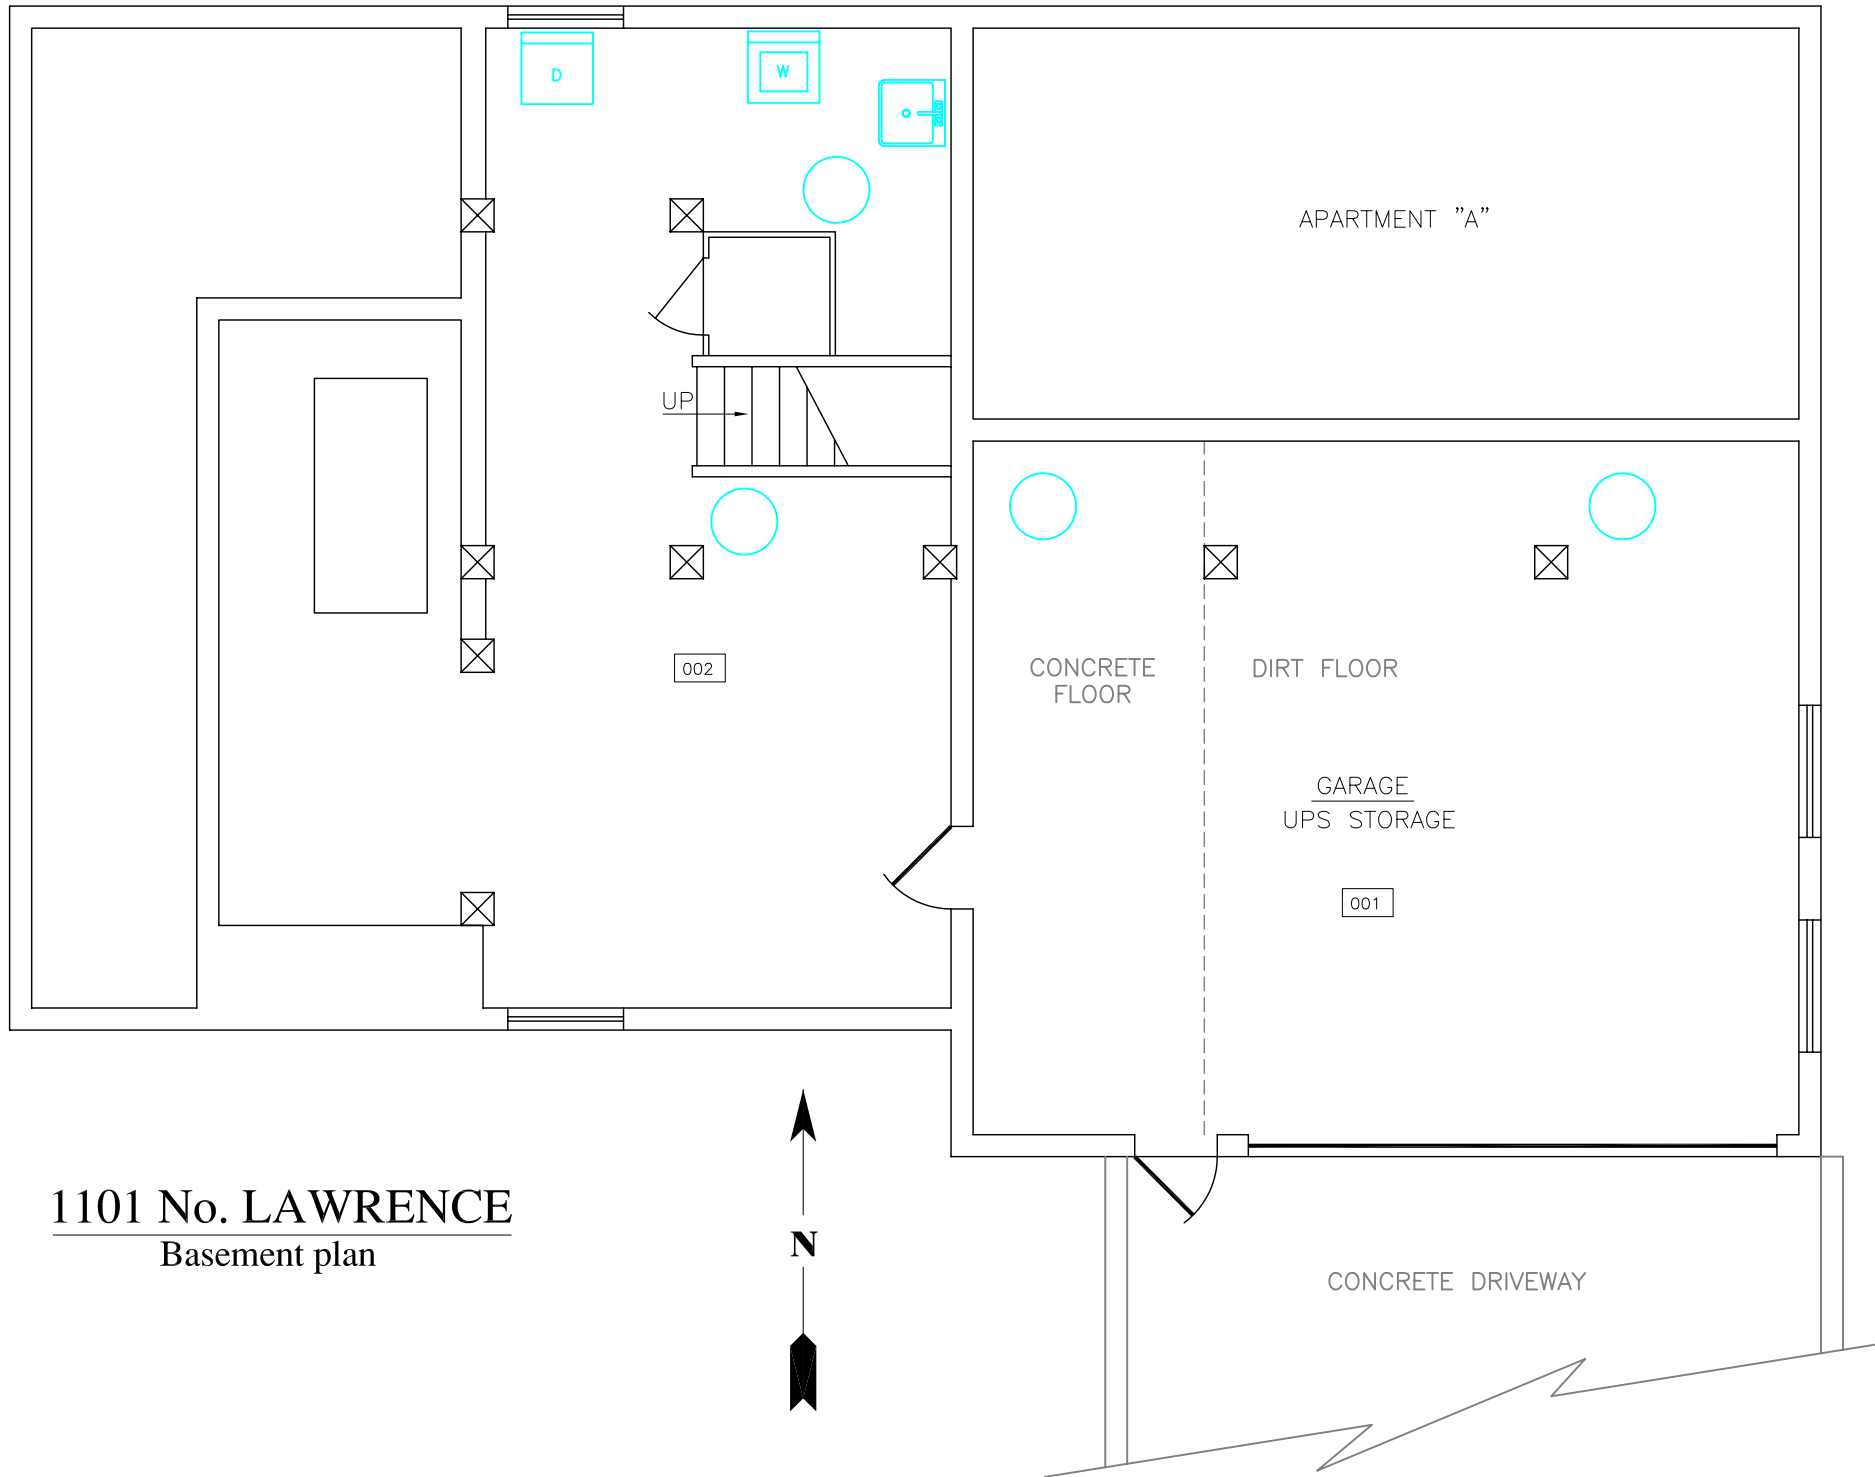 D
W
APARTMENT "A"
UP
002
CONCRETE
FLOOR
DIRT FLOOR
GARAGE
UPS STORAGE
001
1101 No. LAWRENCE
Basement plan
N
CONCRETE DRIVEWAY